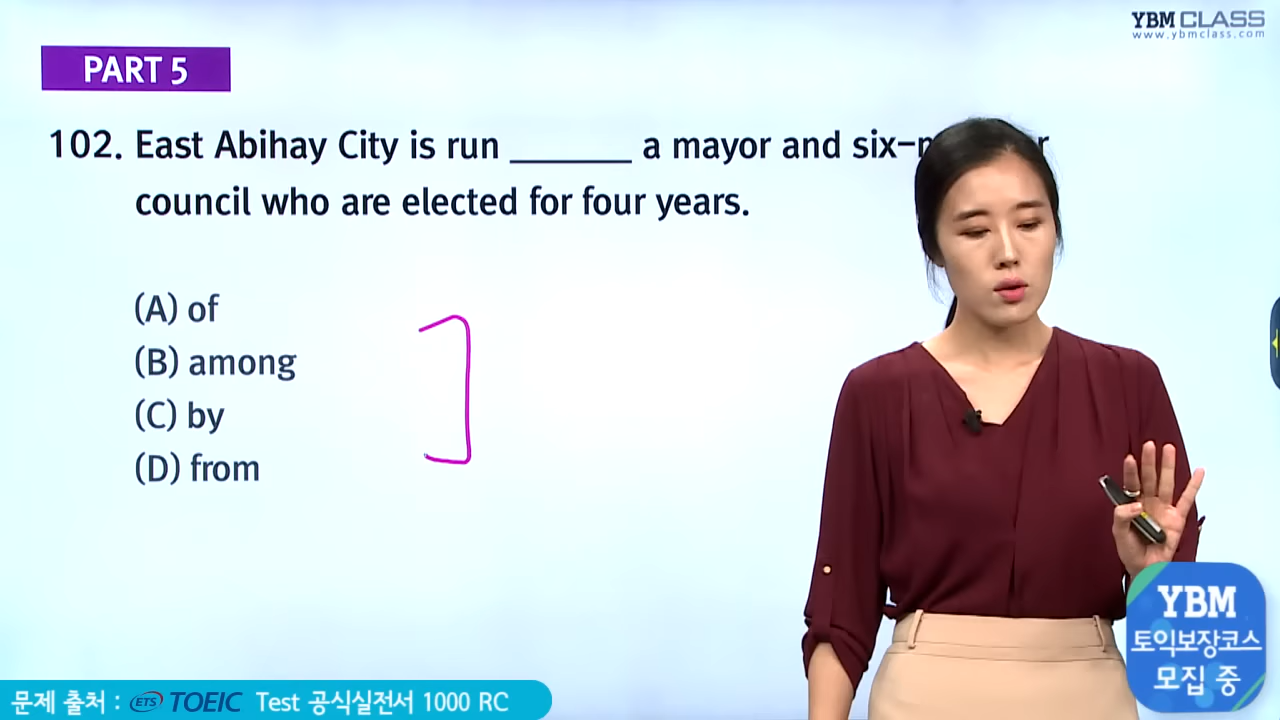 YBM CLASS
www.ybmclass.com
PART 5
102. East Abihay City is run ______ a mayor and six-
council who are elected for four years.
(A) of
(B) among
(C) by
(D) from
YBM
토익보장코스
모집 중
문제 출처 : ETS TOEIC Test 공식실전서 1000 RC